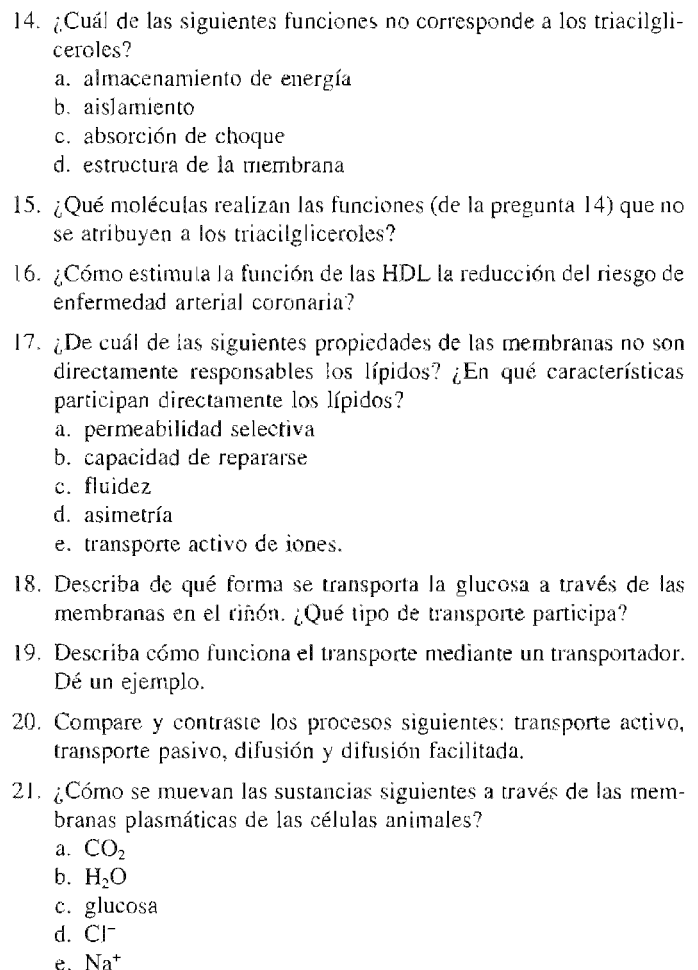 14. ¿Cuál de las siguientes funciones no corresponde a los triacilgli-
ceroles?
a. almacenamiento de energía
b. aislamiento
c. absorción de choque
d. estructura de la membrana
15. ¿Qué moléculas realizan las funciones (de la pregunta 14) que no
se atribuyen a los triacilgliceroles?
16. ¿Cómo estimula la función de las HDL la reducción del riesgo de
enfermedad arterial coronaria?
17. ¿De cuál de las siguientes propiedades de las membranas no son
directamente responsables los lípidos? ¿En qué características
participan directamente los lípidos?
a. permeabilidad selectiva
b. capacidad de repararse
c. fluidez
d. asimetría
e. transporte activo de iones.
18. Describa de qué forma se transporta la glucosa a través de las
membranas en el riñón. ¿Qué tipo de transporte participa?
19. Describa cómo funciona el transporte mediante un transportador.
Dé un ejemplo.
20. Compare y contraste los procesos siguientes: transporte activo,
transporte pasivo, difusión y difusión facilitada.
21. ¿Cómo se muevan las sustancias siguientes a través de las mem-
branas plasmáticas de las células animales?
a. CO₂
b. H₂O
c. glucosa
d. Cl⁻
e. Na⁺